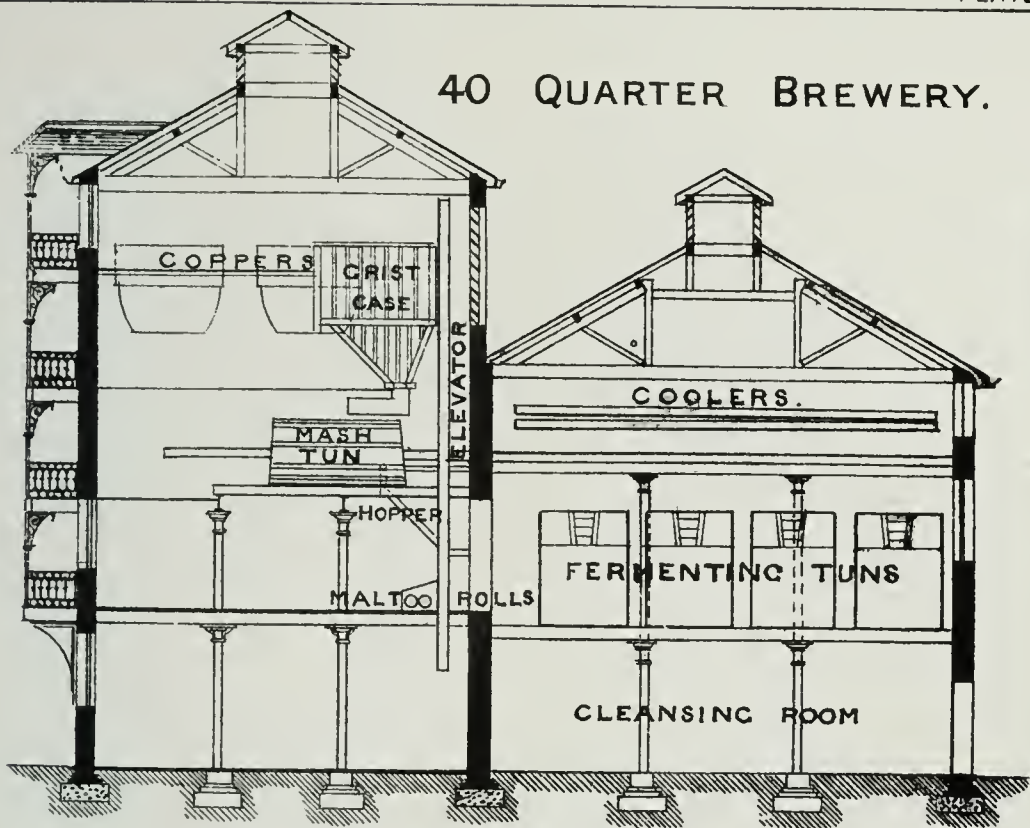 40 QUARTER BREWERY.
COPPERS
GRIST
CASE
ELEVATOR
COOLERS.
MASH
TUN
HOPPER
FERMENTING TUNS
MALT ROLLS
CLEANSING ROOM